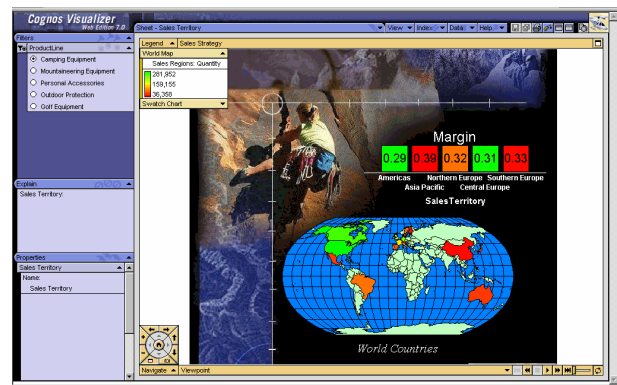 Cognos Visualizer
Web Edition 7.0
Sheet - Sales Territory
View
Index
Data
Help
Filters
ProductLine
Camping Equipment
Mountaineering Equipment
Personal Accessories
Outdoor Protection
Golf Equipment
Explain
Sales Territory:
Properties
Sales Territory
Name:
Sales Territory
Legend
Sales Strategy
World Map
Sales Regions: Quantity
281,952
159,155
36,358
Swatch Chart
Margin
0.29 0.39 0.32 0.31 0.33
Americas Northern Europe Southern Europe
Asia Pacific Central Europe
SalesTerritory
World Countries
Navigate
Viewpoint